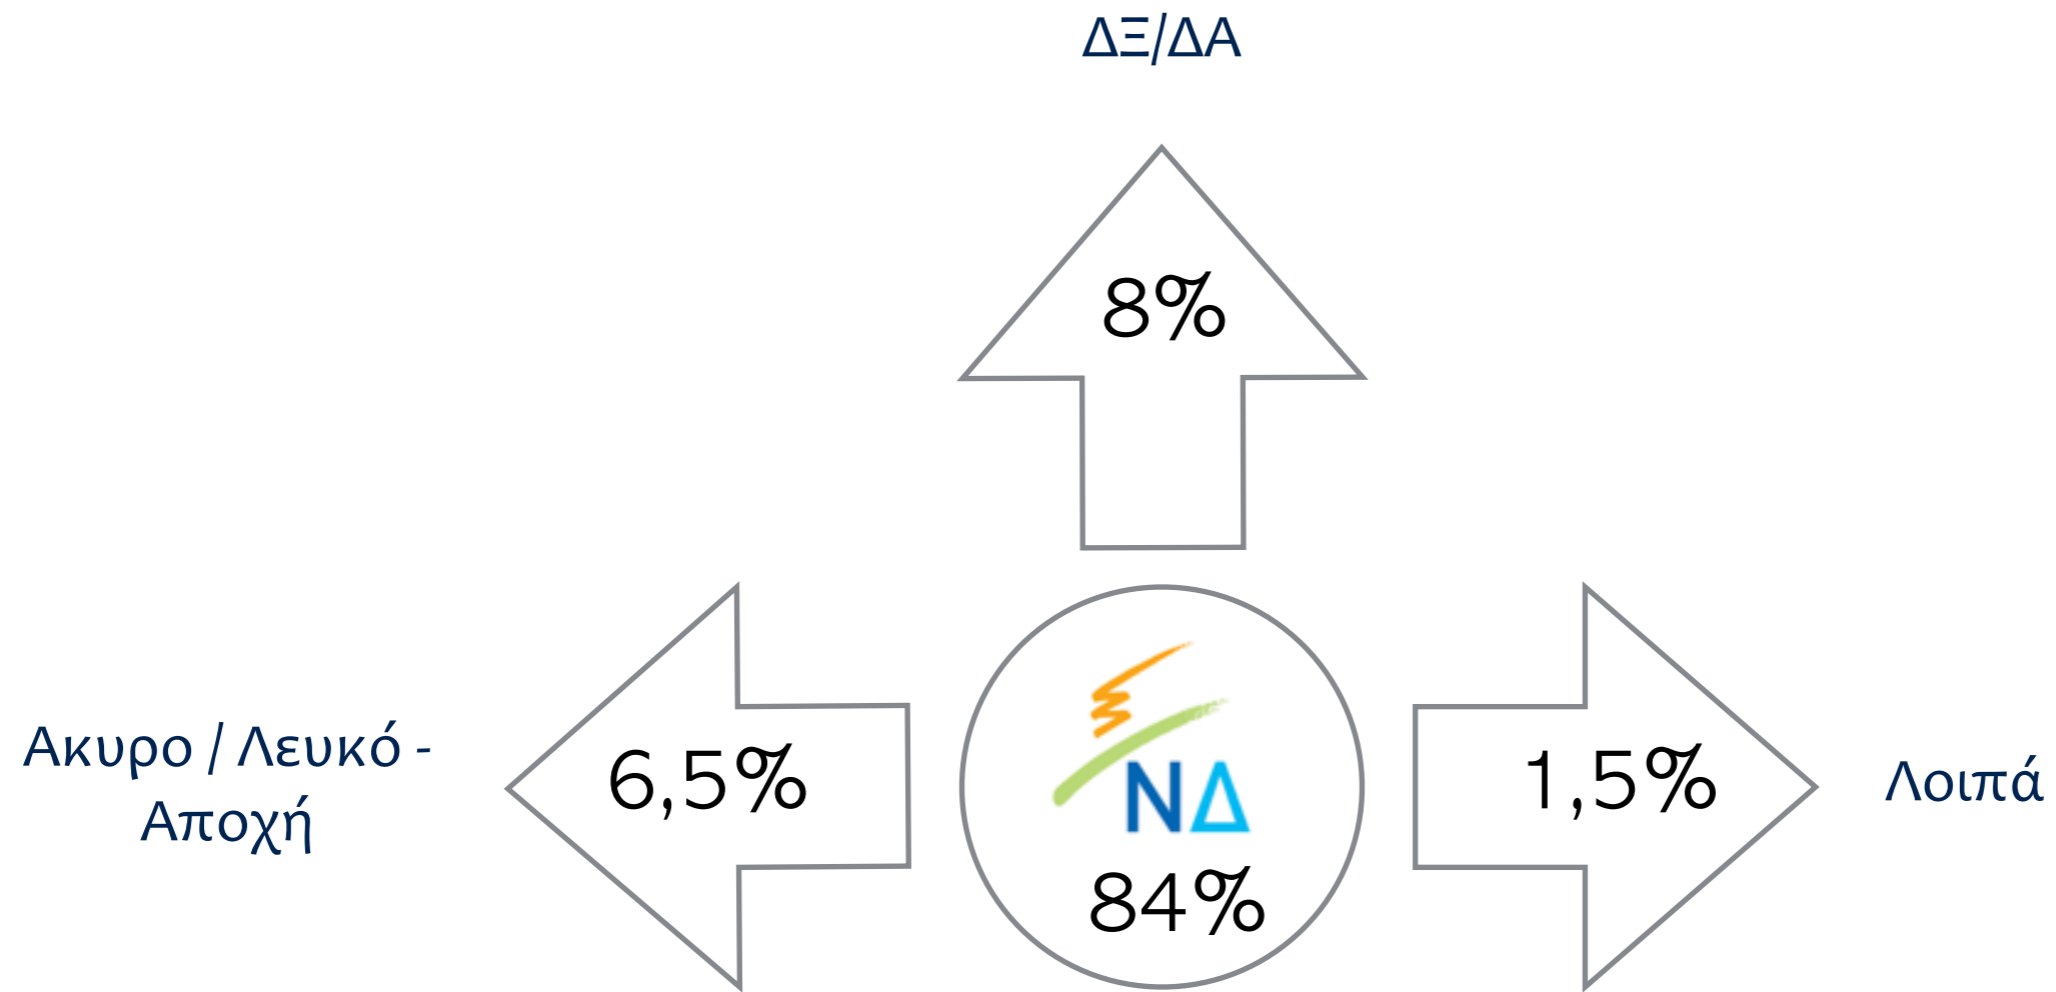 ΔΞ/ΔΑ
8%
Ακυρο / Λευκό -
Αποχή
6,5%
ΝΔ
84%
1,5%
Λοιπά